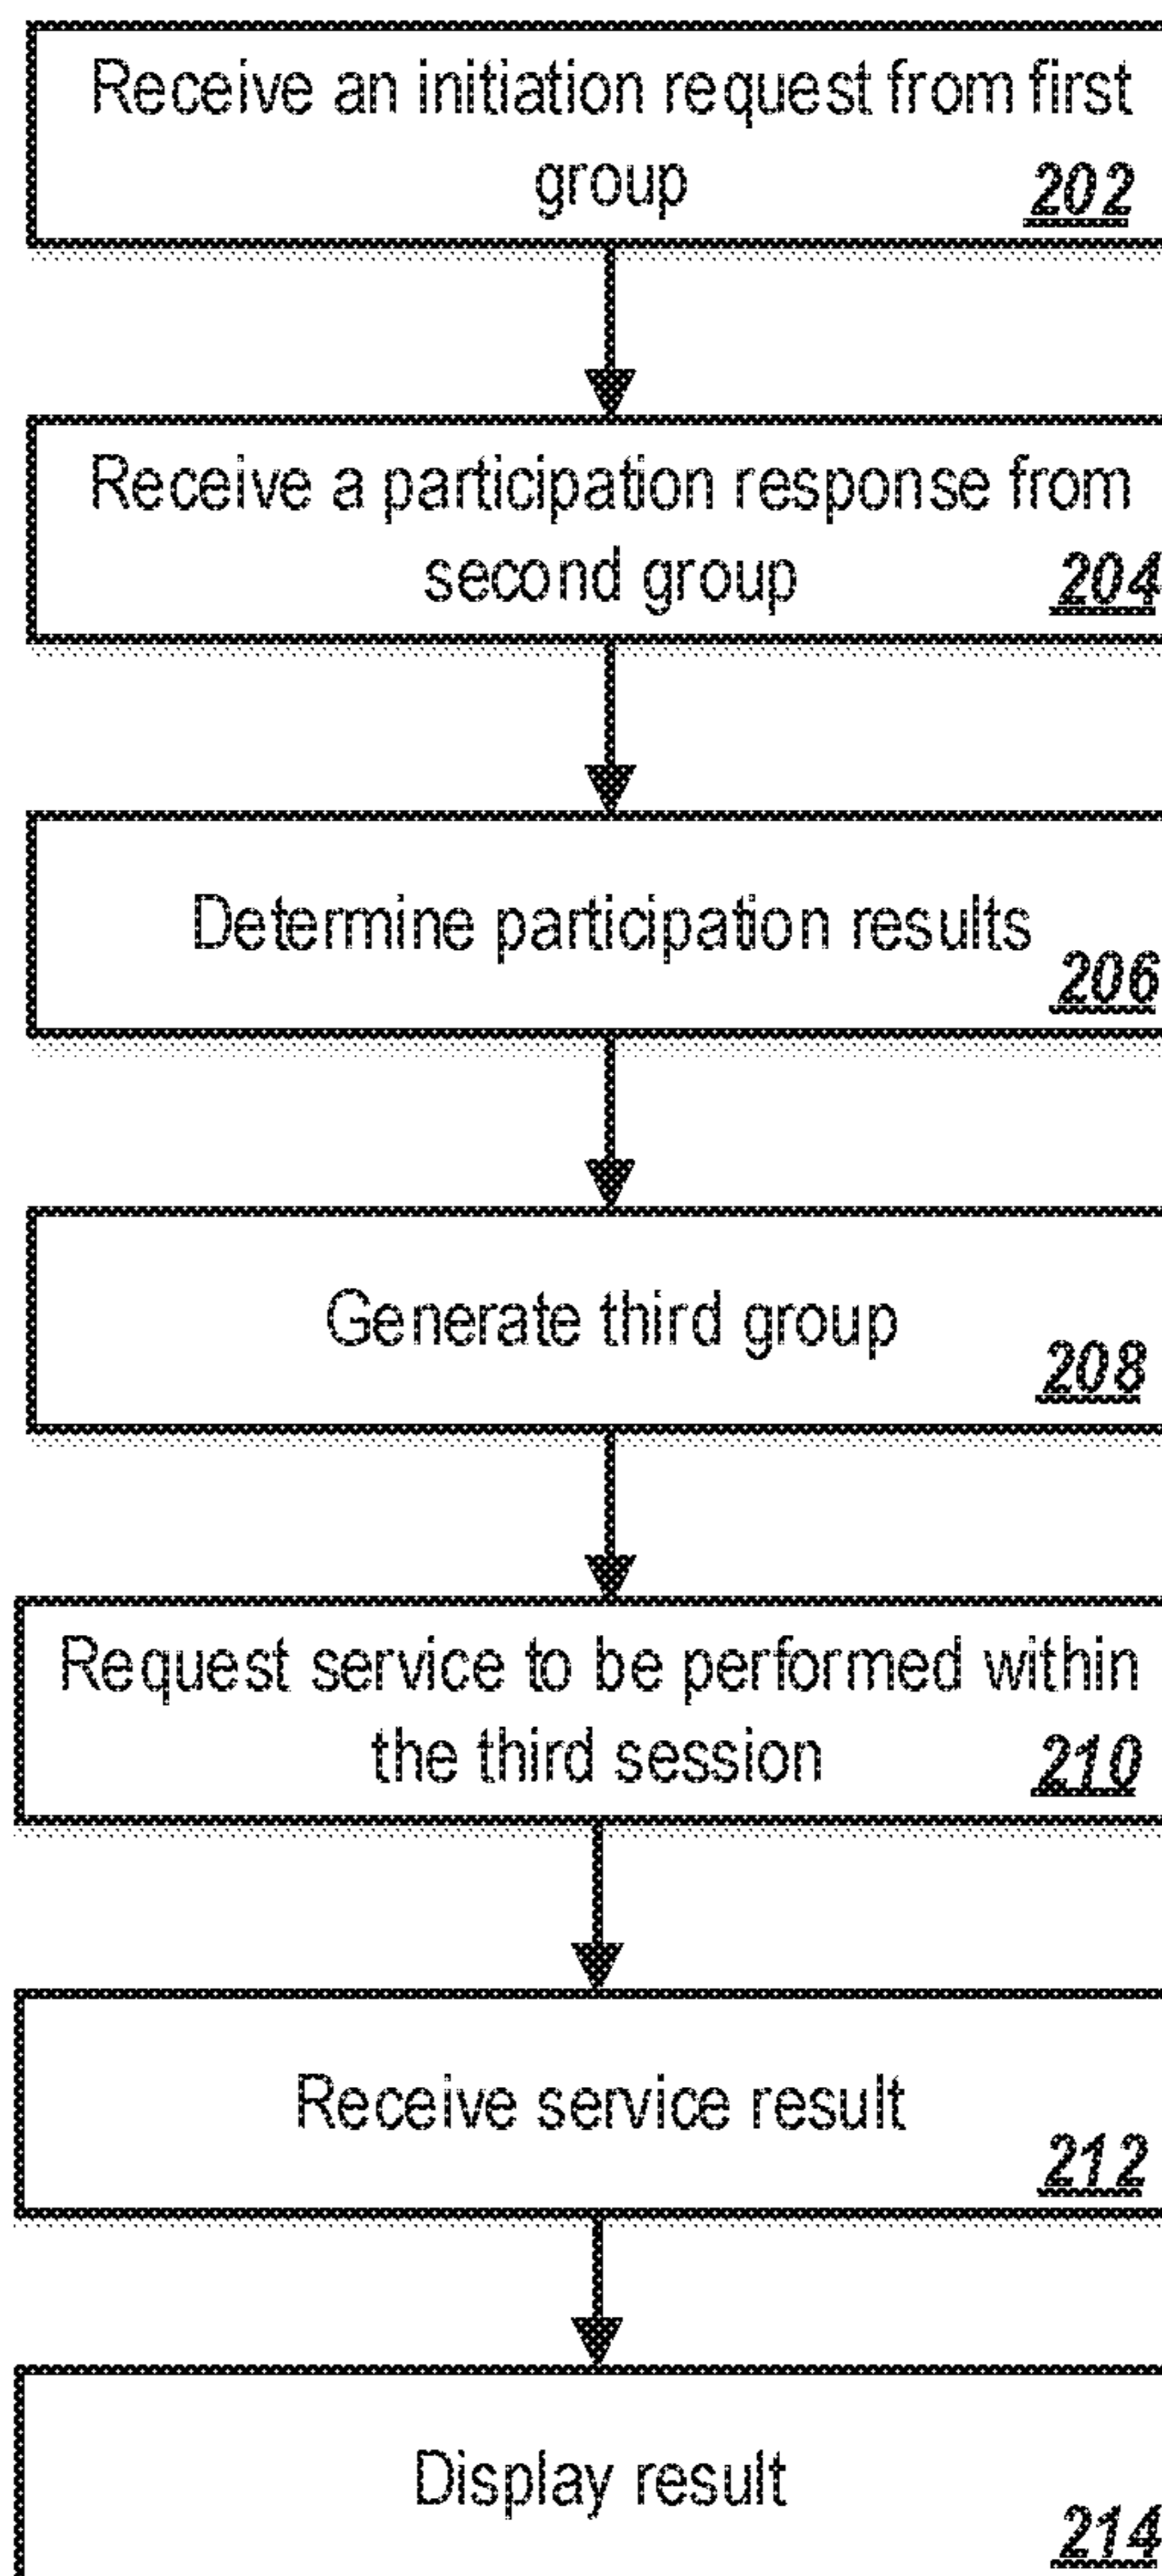 Receive an initiation request from first
group 202
Receive a participation response from
second group 204
Determine participation results
206
Generate third group
208
Request service to be performed within
the third session 210
Receive service result
212
Display result
214